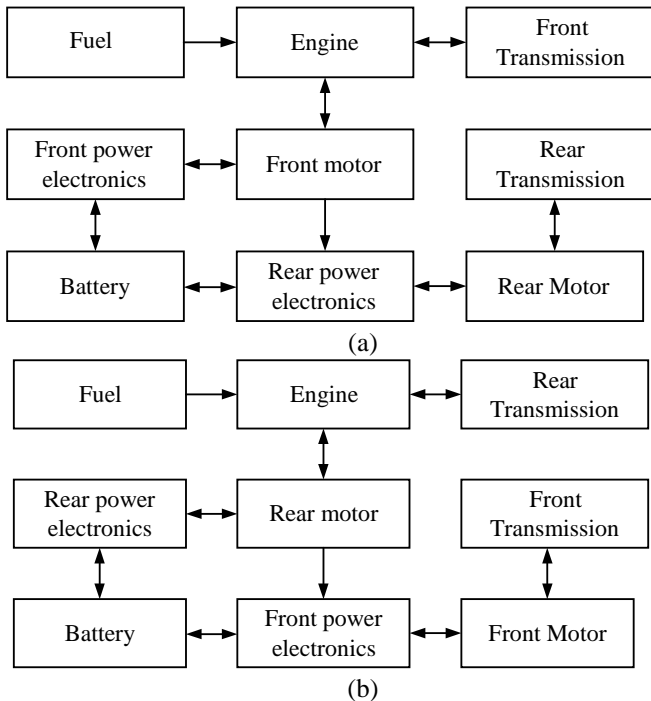 Fuel
Engine
Front
Transmission
Front power
electronics
Front motor
Rear
Transmission
Battery
Rear power
electronics
Rear Motor
(a)
Fuel
Engine
Rear
Transmission
Rear power
electronics
Rear motor
Front
Transmission
Battery
Front power
electronics
Front Motor
(b)